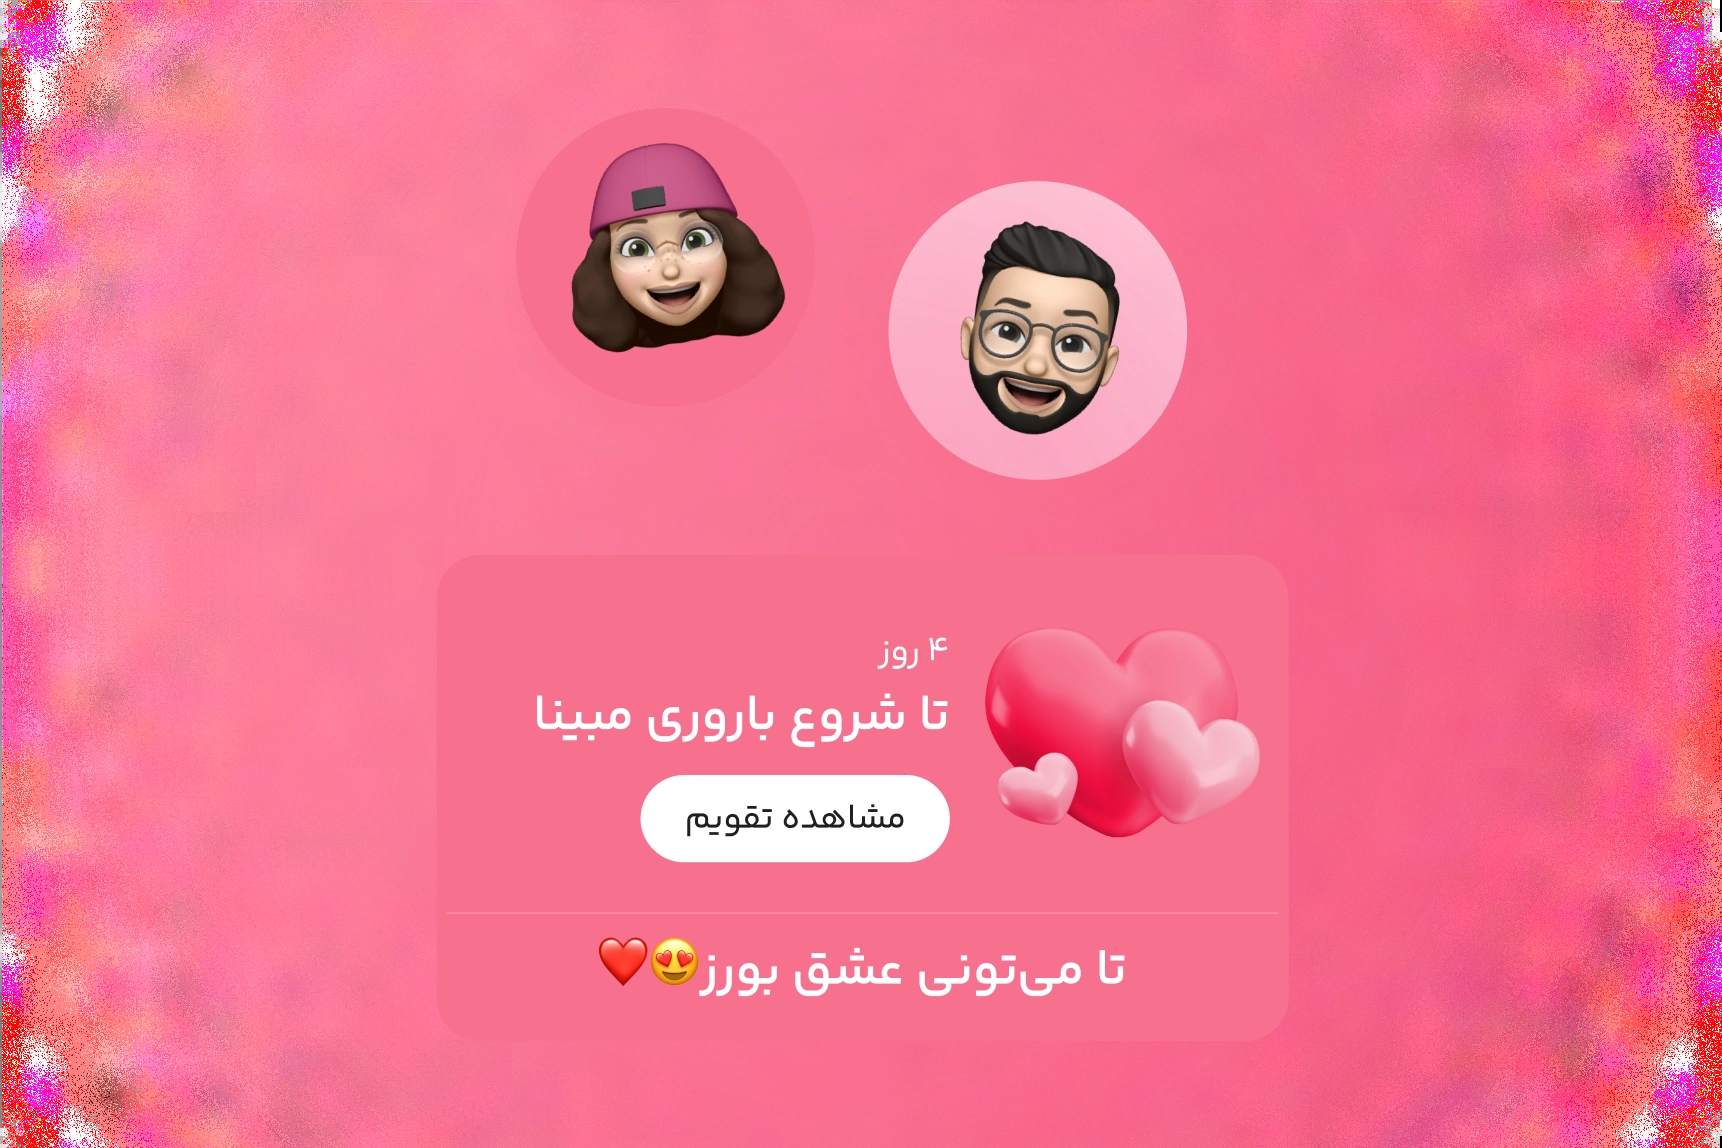 ۴ روز
تا شروع باروری مبینا
مشاهده تقویم
تا می‌تونی عشق بورز😍❤️